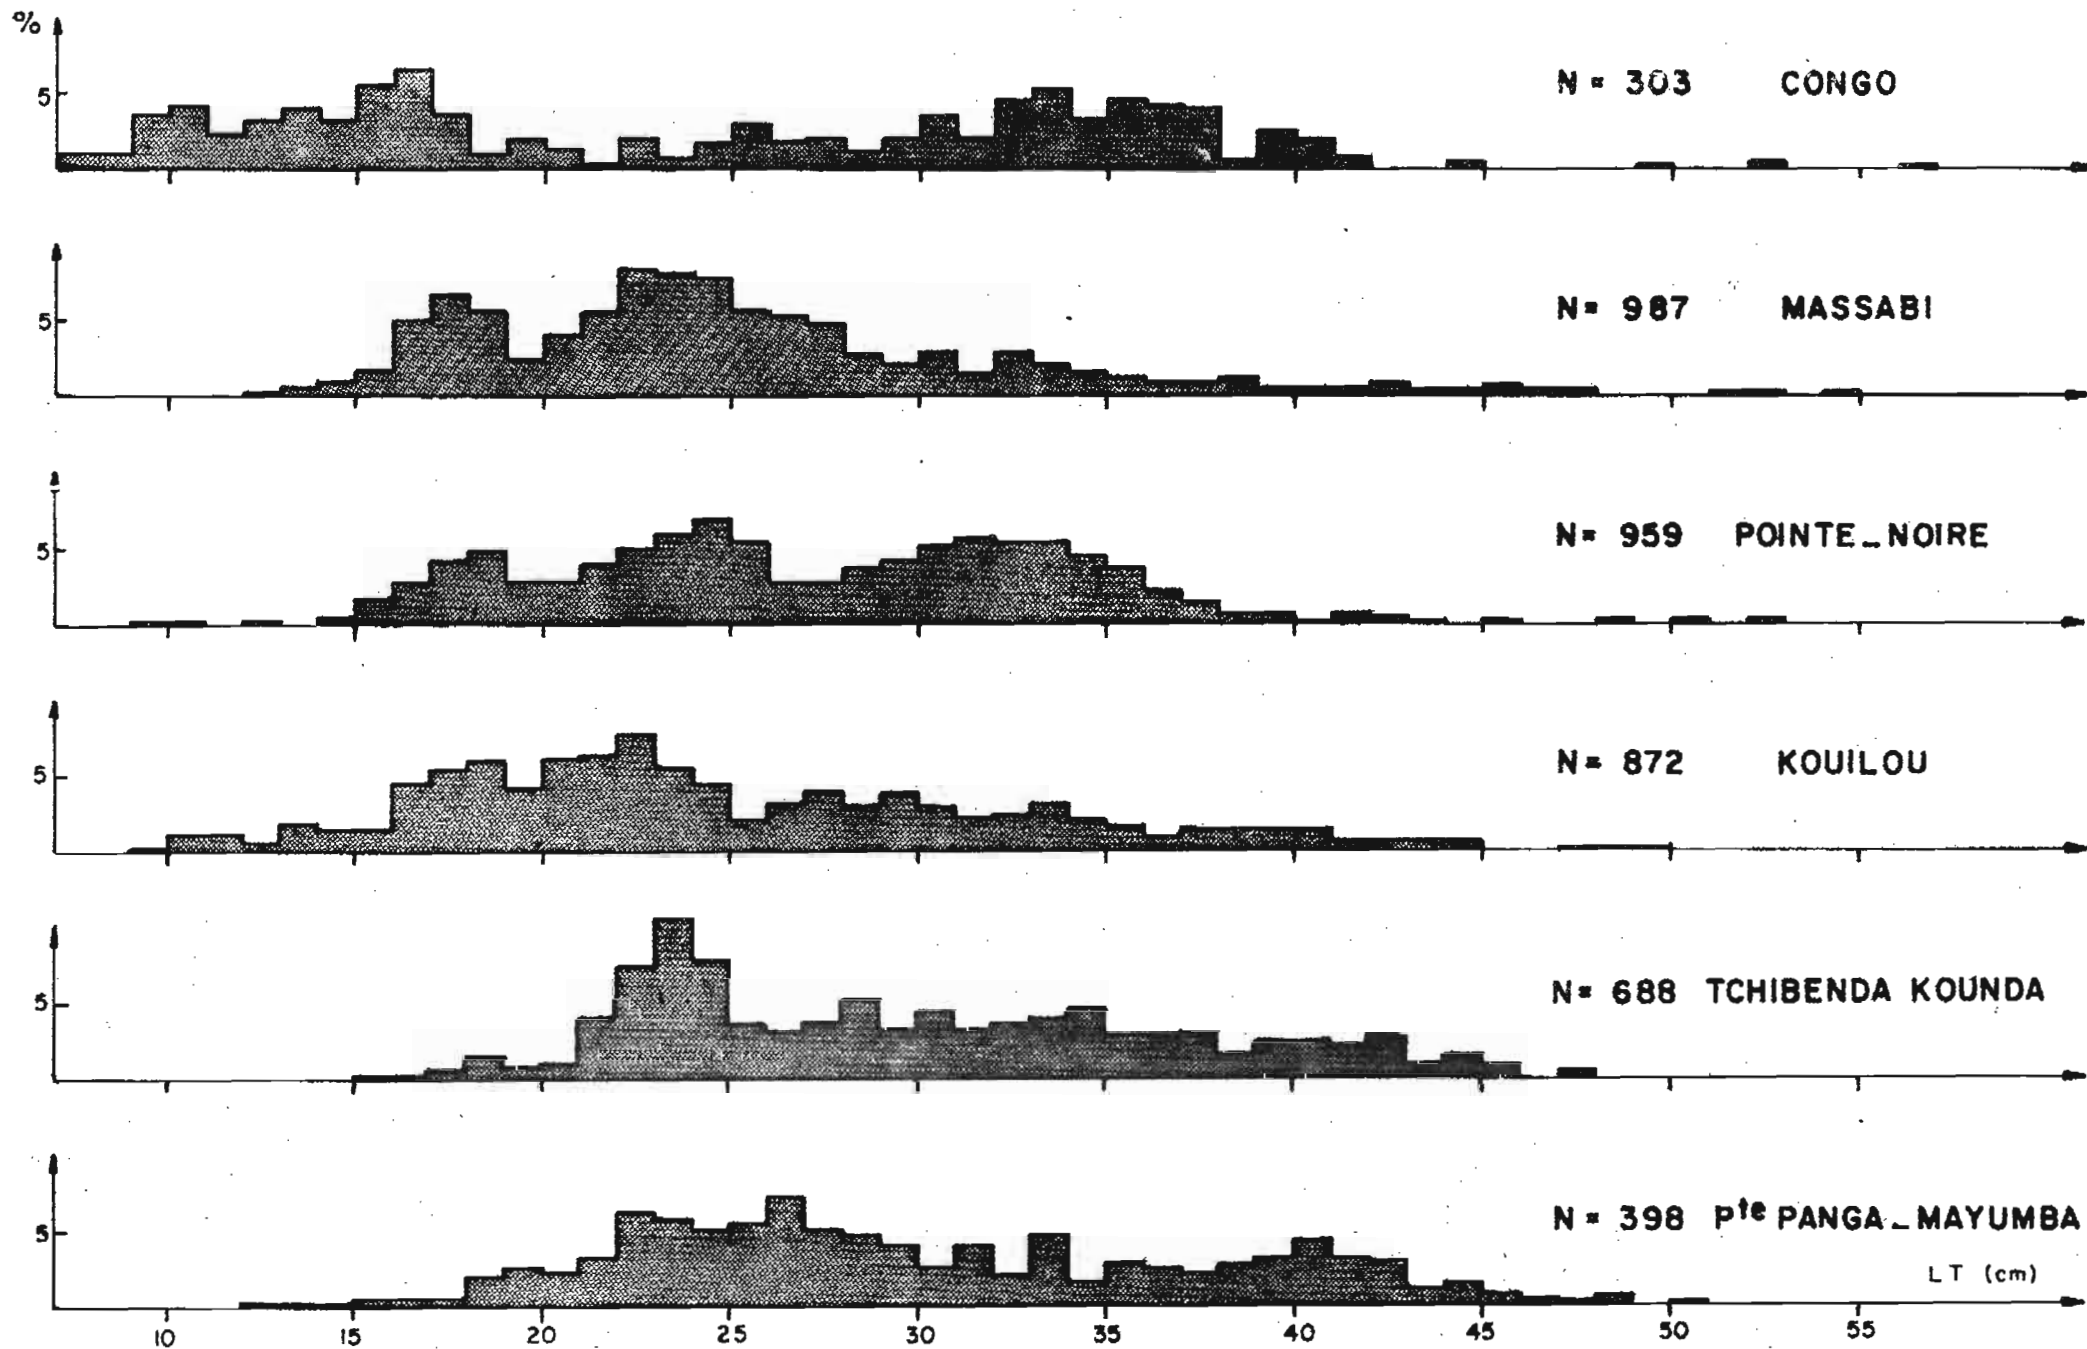 %
5
N = 303 CONGO
5
N = 987 MASSABI
5
N = 959 POINTE_NOIRE
5
N = 872 KOUILOU
5
N = 688 TCHIBENDA KOUNDA
5
N = 398 Pte PANGA_MAYUMBA
LT (cm)
10 15 20 25 30 35 40 45 50 55